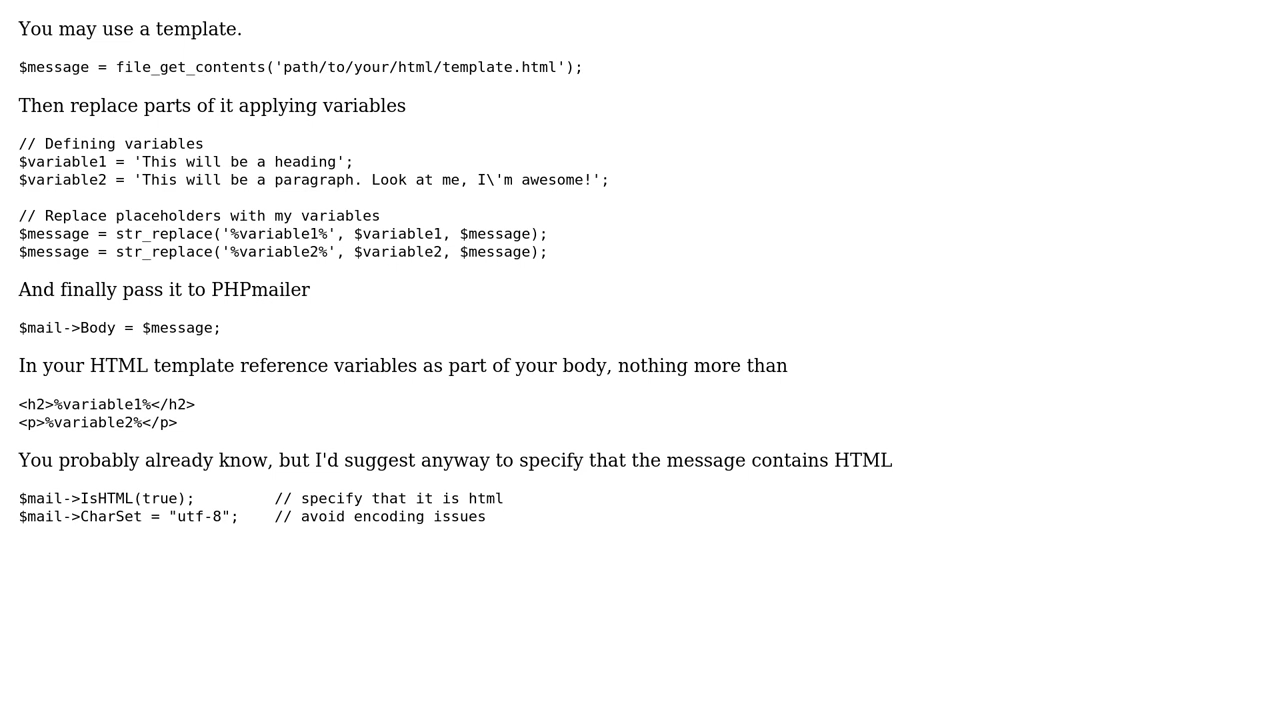 You may use a template.
$message = file_get_contents('path/to/your/html/template.html');
Then replace parts of it applying variables
// Defining variables
$variable1 = 'This will be a heading';
$variable2 = 'This will be a paragraph. Look at me, I\'m awesome!';
// Replace placeholders with my variables
$message = str_replace('%variable1%', $variable1, $message);
$message = str_replace('%variable2%', $variable2, $message);
And finally pass it to PHPmailer
$mail->Body = $message;
In your HTML template reference variables as part of your body, nothing more than
<h2>%variable1%</h2>
<p>%variable2%</p>
You probably already know, but I'd suggest anyway to specify that the message contains HTML
$mail->IsHTML(true);         // specify that it is html
$mail->CharSet = "utf-8";    // avoid encoding issues